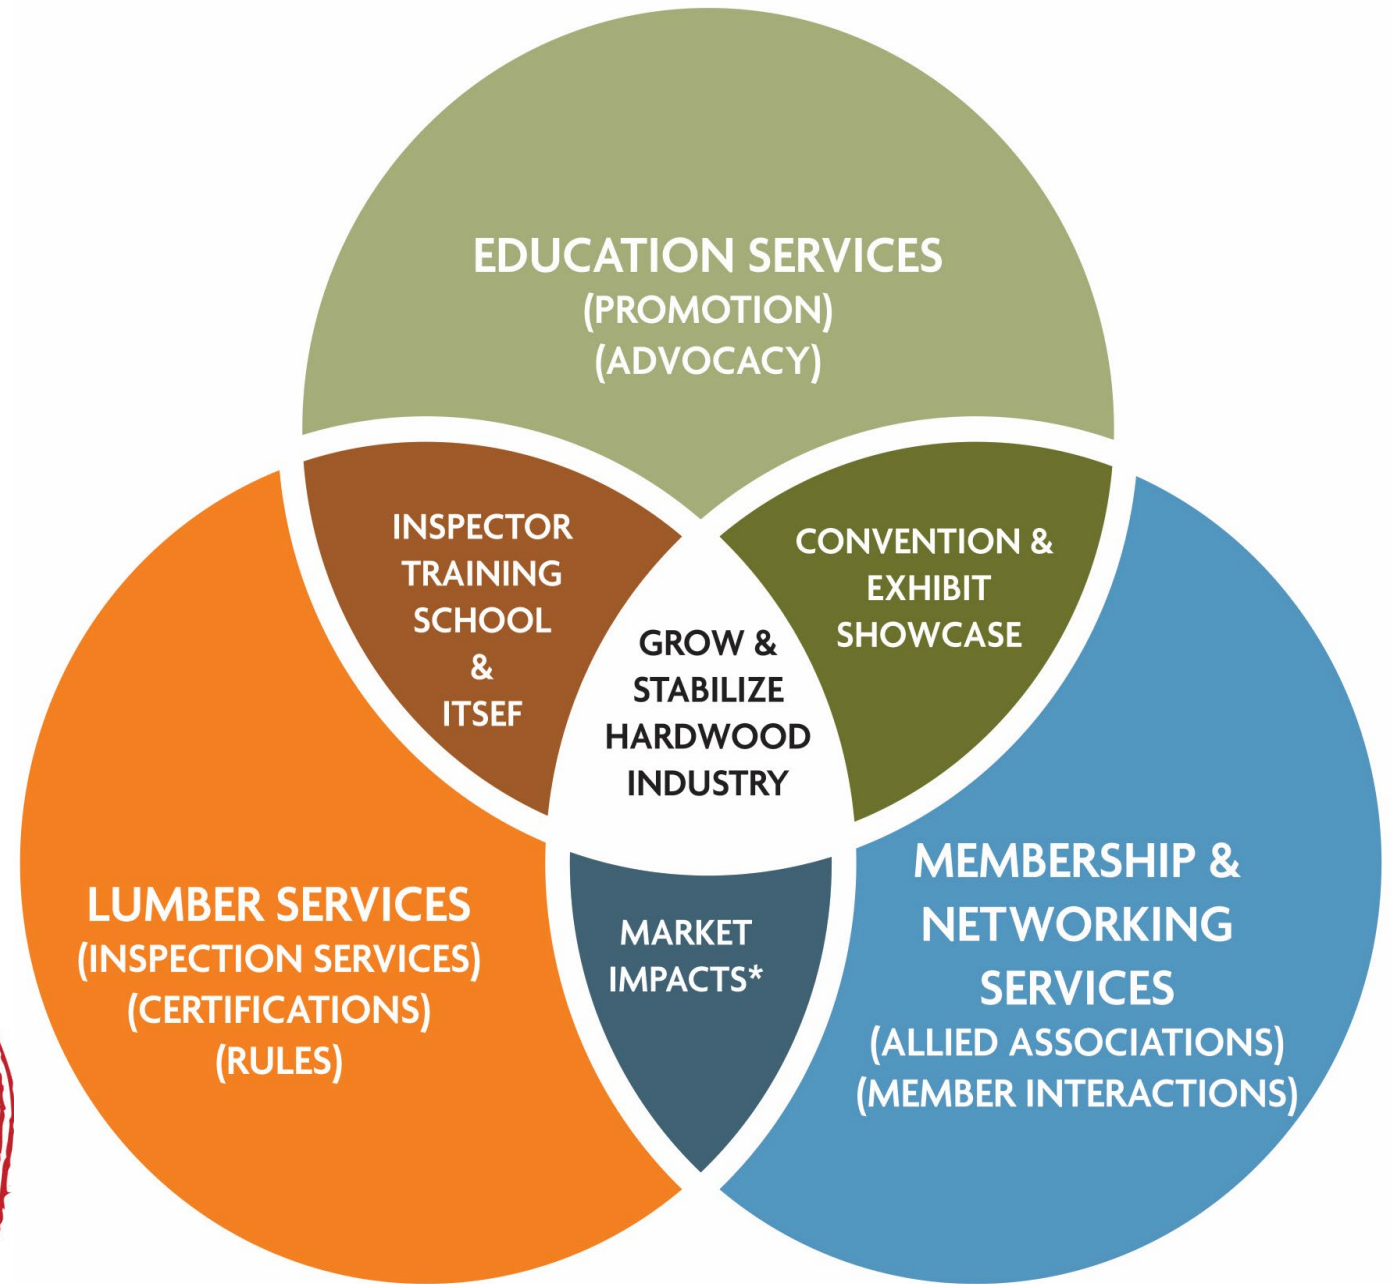 EDUCATION SERVICES
(PROMOTION)
(ADVOCACY)
INSPECTOR
TRAINING
SCHOOL
&
ITSEF
CONVENTION &
EXHIBIT
SHOWCASE
GROW &
STABILIZE
HARDWOOD
INDUSTRY
LUMBER SERVICES
(INSPECTION SERVICES)
(CERTIFICATIONS)
(RULES)
MARKET
IMPACTS*
MEMBERSHIP &
NETWORKING
SERVICES
(ALLIED ASSOCIATIONS)
(MEMBER INTERACTIONS)